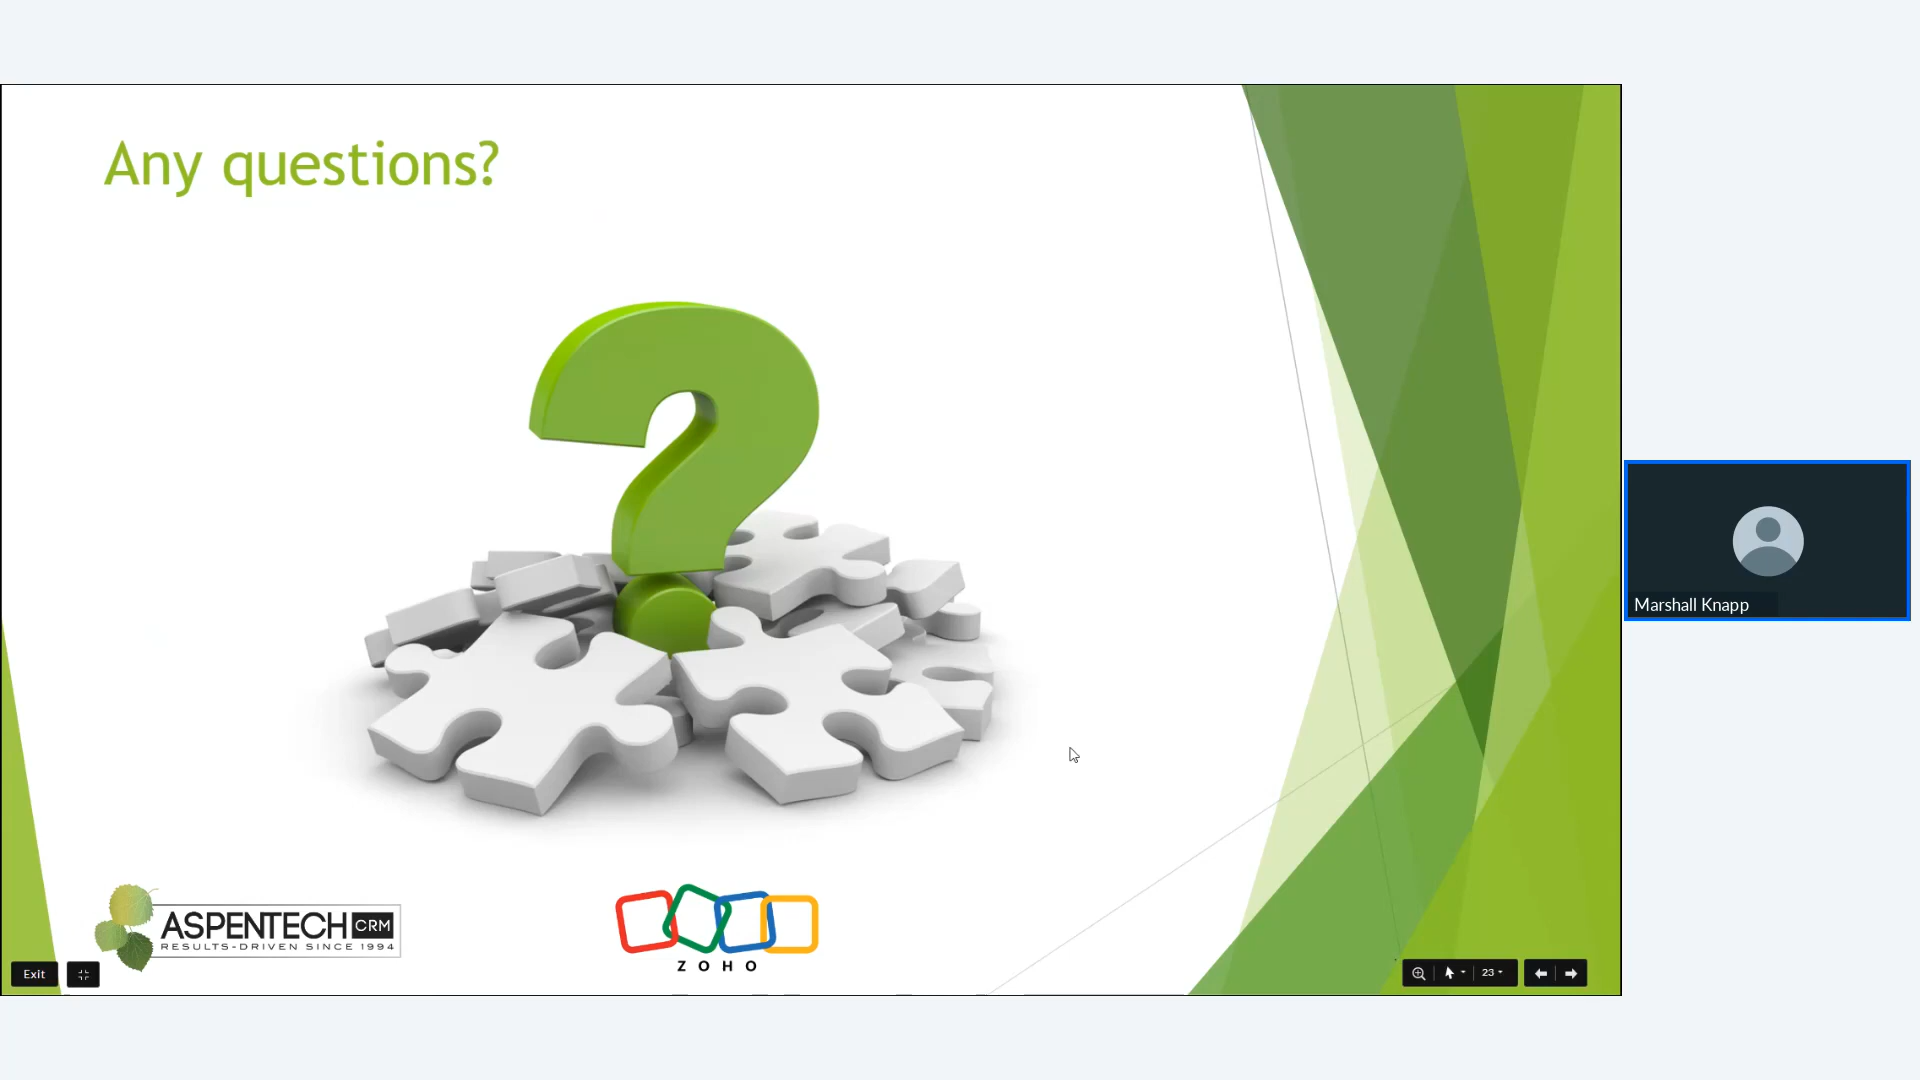 Any questions?
Marshall Knapp
ASPENTECH CRM
RESULTS-DRIVEN SINCE 1994
ZOHO
Exit
23